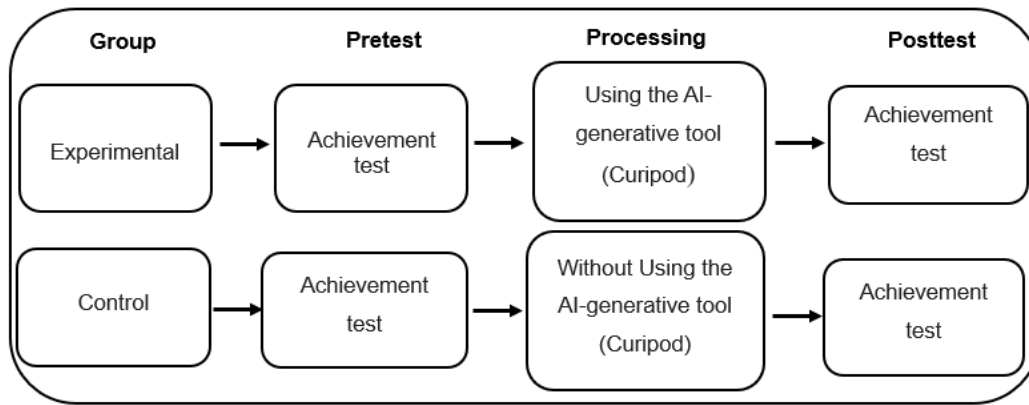 Group Pretest Processing Posttest
Experimental
Achievement
test
Using the AI-
generative tool
(Curipod)
Achievement
test
Control
Achievement
test
Without Using the
AI-generative tool
(Curipod)
Achievement
test